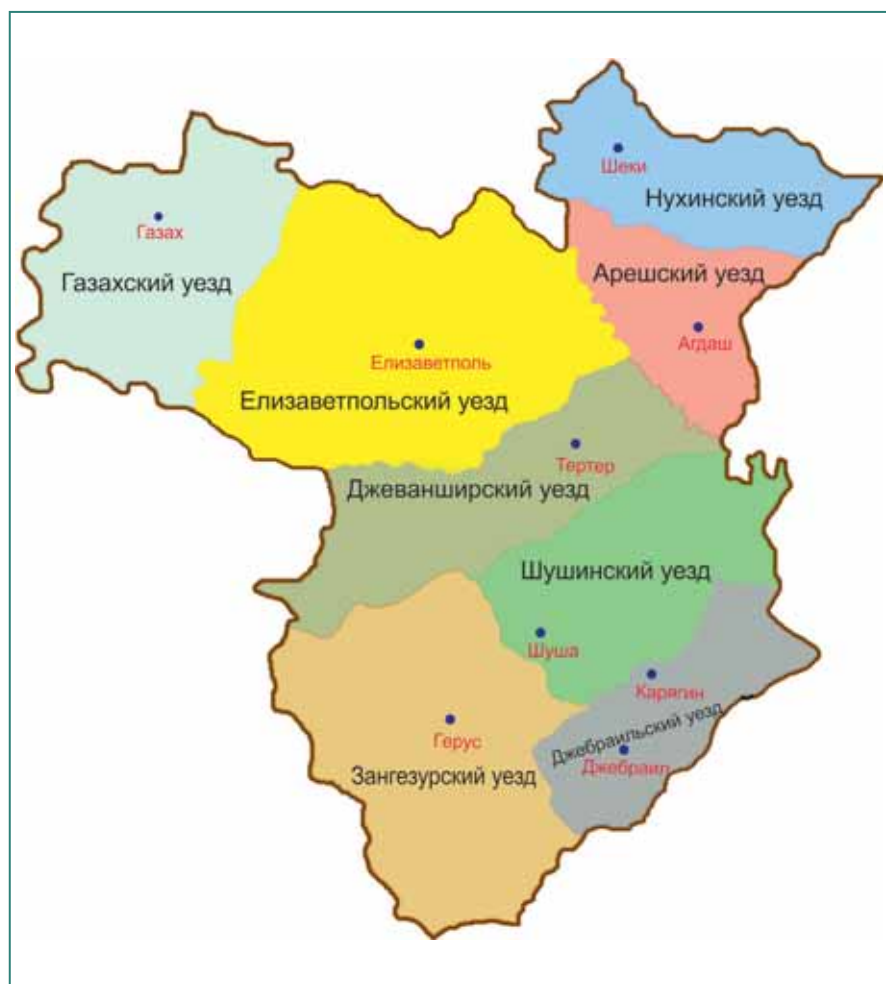 Шеки
Нухинский уезд
Газах
Газахский уезд
Арешский уезд
Агдаш
Елизаветполь
Елизаветпольский уезд
Тертер
Джеванширский уезд
Шушинский уезд
Шуша
Карягин
Джебраильский уезд
Джебраил
Герус
Зангезурский уезд